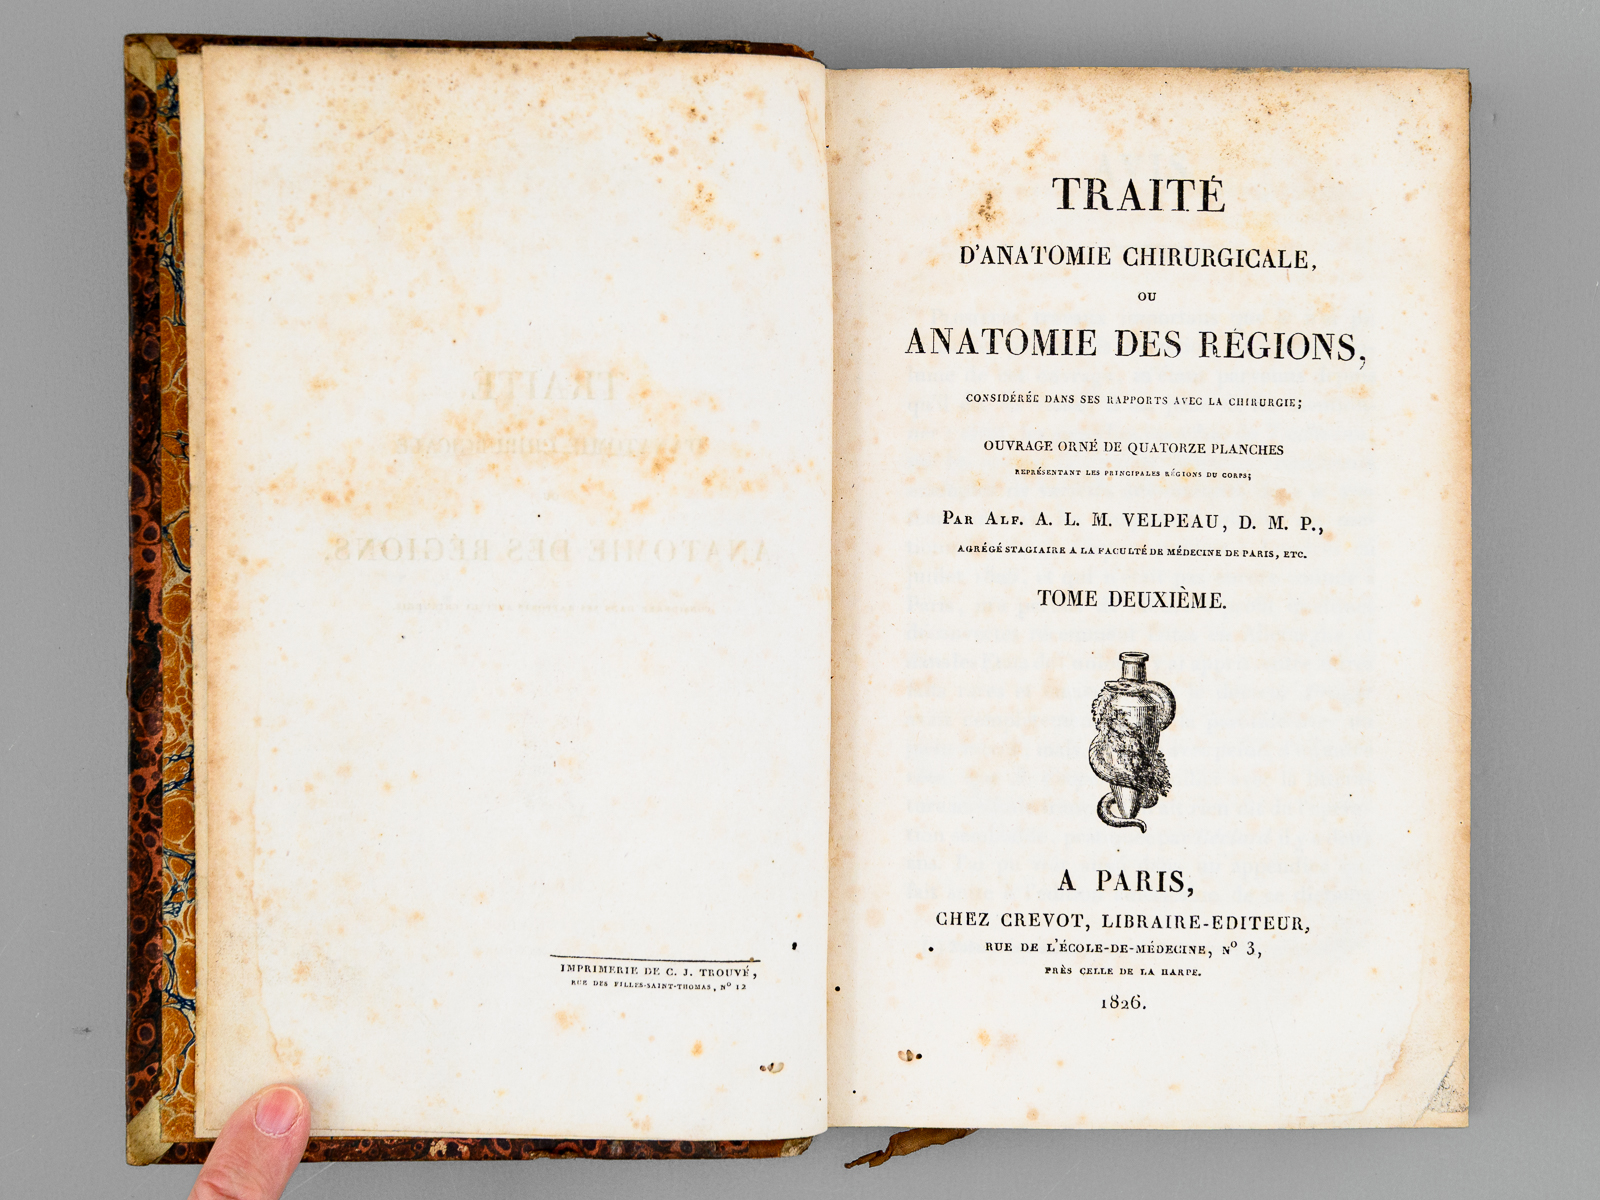 IMPRIMERIE DE C. J. TROUVÉ,
RUE DES FILLES-SAINT-THOMAS, Nº 12
TRAITÉ
D'ANATOMIE CHIRURGICALE,
OU
ANATOMIE DES RÉGIONS,
CONSIDÉRÉE DANS SES RAPPORTS AVEC LA CHIRURGIE;
OUVRAGE ORNÉ DE QUATORZE PLANCHES
REPRÉSENTANT LES PRINCIPALES RÉGIONS DU CORPS;
PAR ALF. A. L. M. VELPEAU, D. M. P.,
AGRÉGÉ STAGIAIRE A LA FACULTÉ DE MÉDECINE DE PARIS, ETC.
TOME DEUXIÈME.
A PARIS,
CHEZ CREVOT, LIBRAIRE-EDITEUR,
RUE DE L'ÉCOLE-DE-MÉDECINE, Nº 3,
PRÈS CELLE DE LA HARPE.
1826.